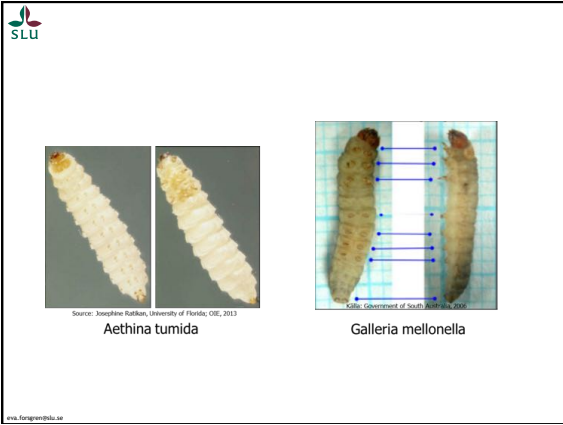 SLU
Source: Josephine Ratikan, University of Florida; OIE, 2013
Källa: Government of South Australia, 2006
Aethina tumida
Galleria mellonella
eva.forsgren@slu.se